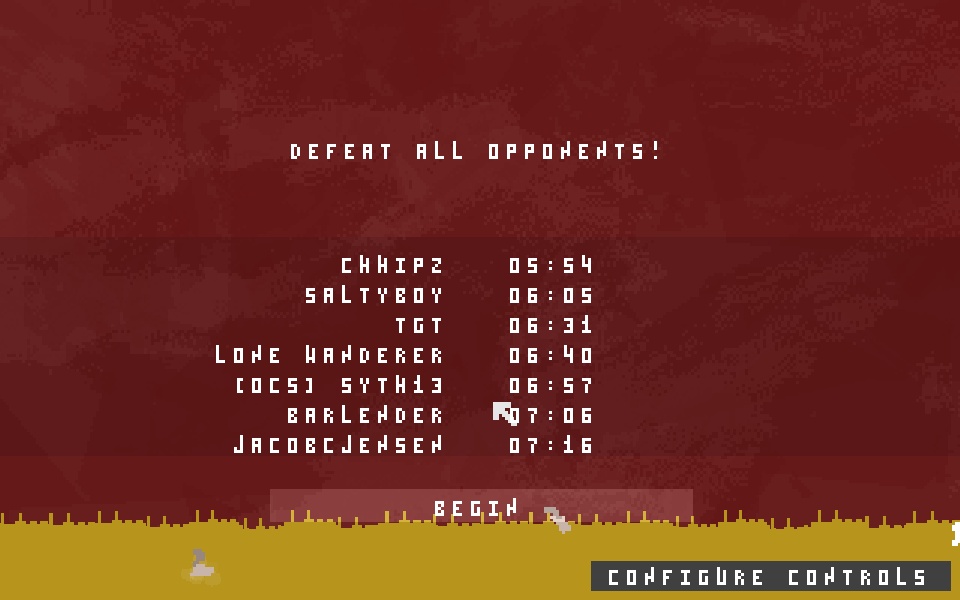 DEFEAT ALL OPPONENTS!
CHHIPZ 05:54
SALTYBOY 06:05
TGT 06:31
LONE WANDERER 06:40
[OCS] SYTH13 06:57
BARLENDER 07:06
JACOBCJENSEN 07:16
BEGIN
CONFIGURE CONTROLS